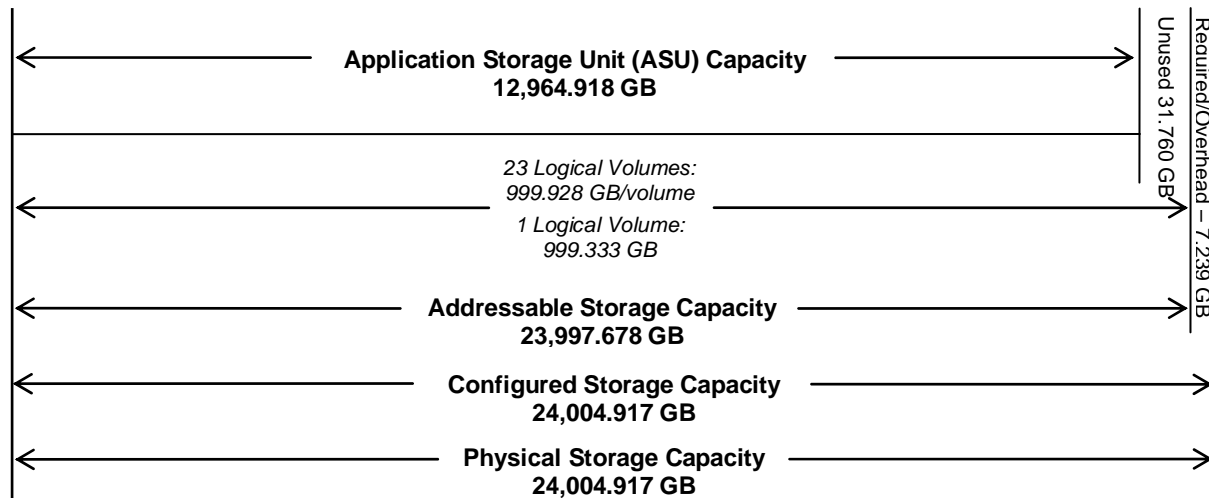 Application Storage Unit (ASU) Capacity
12,964.918 GB
Unused 31.760 GB
Required/Overhead – 7.239 GB
23 Logical Volumes:
999.928 GB/volume
1 Logical Volume:
999.333 GB
Addressable Storage Capacity
23,997.678 GB
Configured Storage Capacity
24,004.917 GB
Physical Storage Capacity
24,004.917 GB